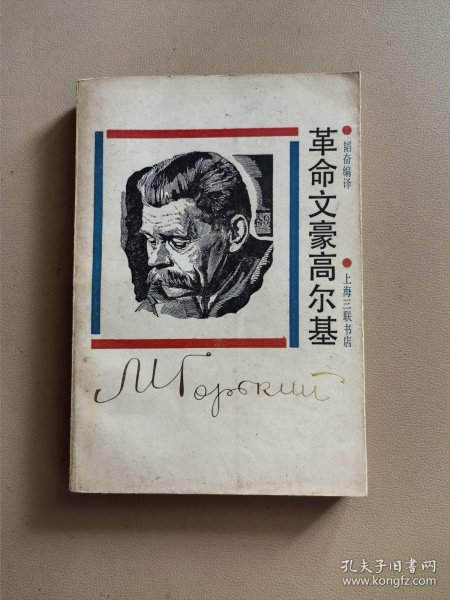 革命文豪高尔基
韬奋编译
上海三联书店
М Горький
孔夫子旧书网
www.kongfz.com